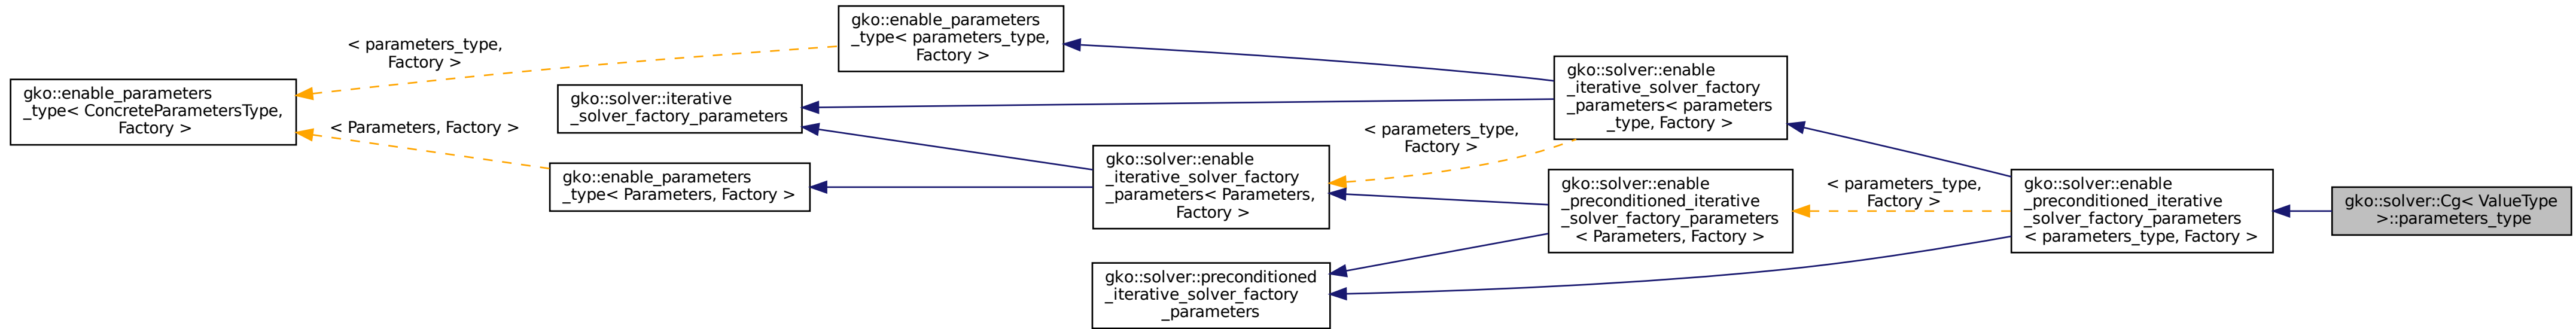 gko::enable_parameters
_type< ConcreteParametersType,
Factory >
< parameters_type,
Factory >
< Parameters, Factory >
gko::enable_parameters
_type< parameters_type,
Factory >
gko::solver::iterative
_solver_factory_parameters
gko::enable_parameters
_type< Parameters, Factory >
gko::solver::enable
_iterative_solver_factory
_parameters< Parameters,
Factory >
gko::solver::preconditioned
_iterative_solver_factory
_parameters
< parameters_type,
Factory >
gko::solver::enable
_iterative_solver_factory
_parameters< parameters
_type, Factory >
gko::solver::enable
_preconditioned_iterative
_solver_factory_parameters
< Parameters, Factory >
< parameters_type,
Factory >
gko::solver::enable
_preconditioned_iterative
_solver_factory_parameters
< parameters_type, Factory >
gko::solver::Cg< ValueType
>::parameters_type